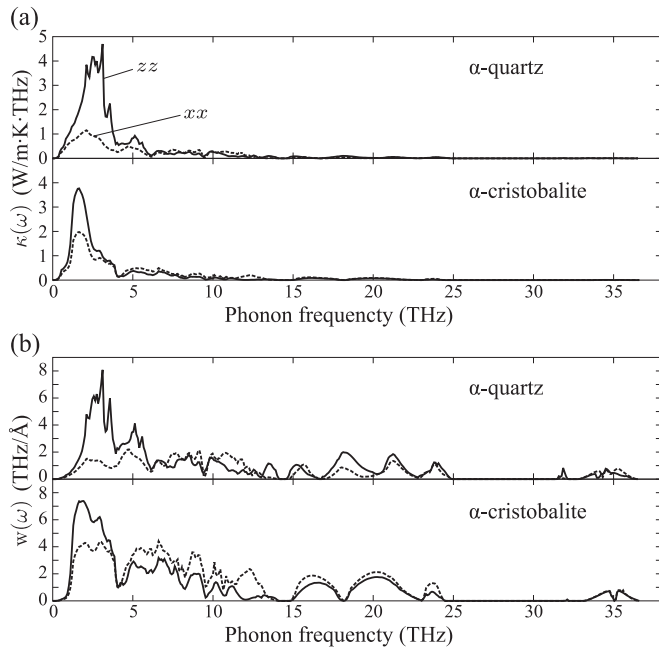 (a)
5
4
3
2
1
0
zz
xx
α-quartz
4
3
2
1
0
α-cristobalite
κ(ω) (W/m·K·THz)
0 5 10 15 20 25 30 35
Phonon frequencty (THz)
(b)
8
6
4
2
0
α-quartz
8
6
4
2
0
α-cristobalite
w(ω) (THz/Å)
0 5 10 15 20 25 30 35
Phonon frequencty (THz)